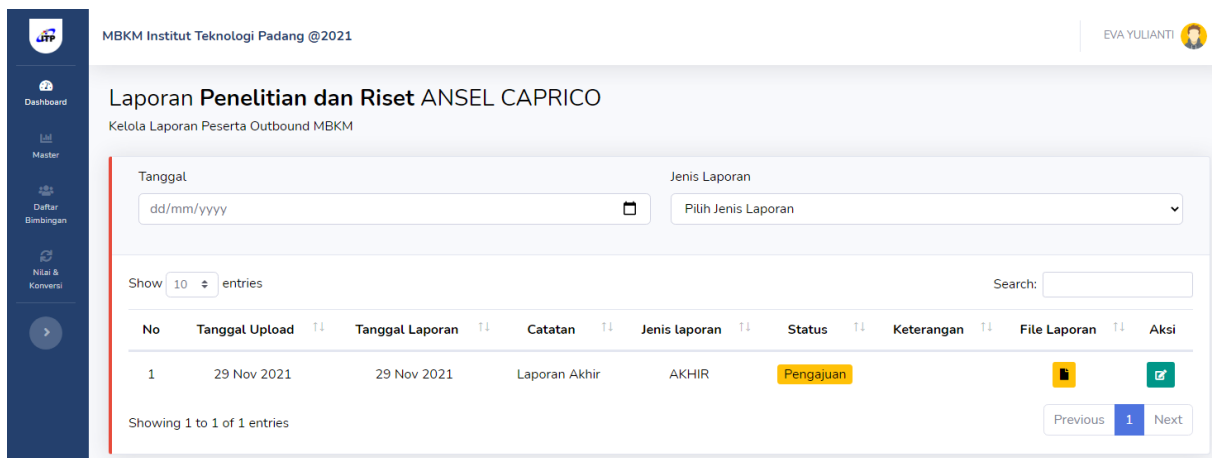 ITP
MBKM Institut Teknologi Padang @2021
EVA YULIANTI
Dashboard
Master
Daftar
Bimbingan
Nilai &
Konversi
Laporan Penelitian dan Riset ANSEL CAPRICO
Kelola Laporan Peserta Outbound MBKM
Tanggal
Jenis Laporan
dd/mm/yyyy
Pilih Jenis Laporan
Show 10 entries
Search:
No Tanggal Upload Tanggal Laporan Catatan Jenis laporan Status Keterangan File Laporan Aksi
1 29 Nov 2021 29 Nov 2021 Laporan Akhir AKHIR Pengajuan
Showing 1 to 1 of 1 entries
Previous 1 Next